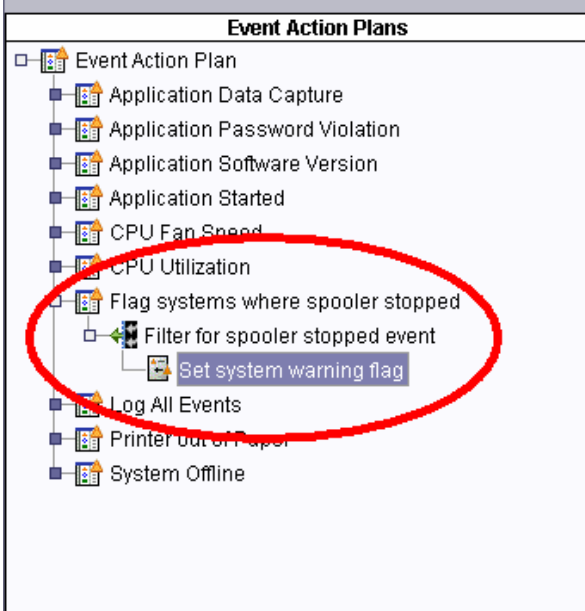 Event Action Plans
Event Action Plan
Application Data Capture
Application Password Violation
Application Software Version
Application Started
CPU Fan Speed
CPU Utilization
Flag systems where spooler stopped
Filter for spooler stopped event
Set system warning flag
Log All Events
Printer out of Paper
System Offline